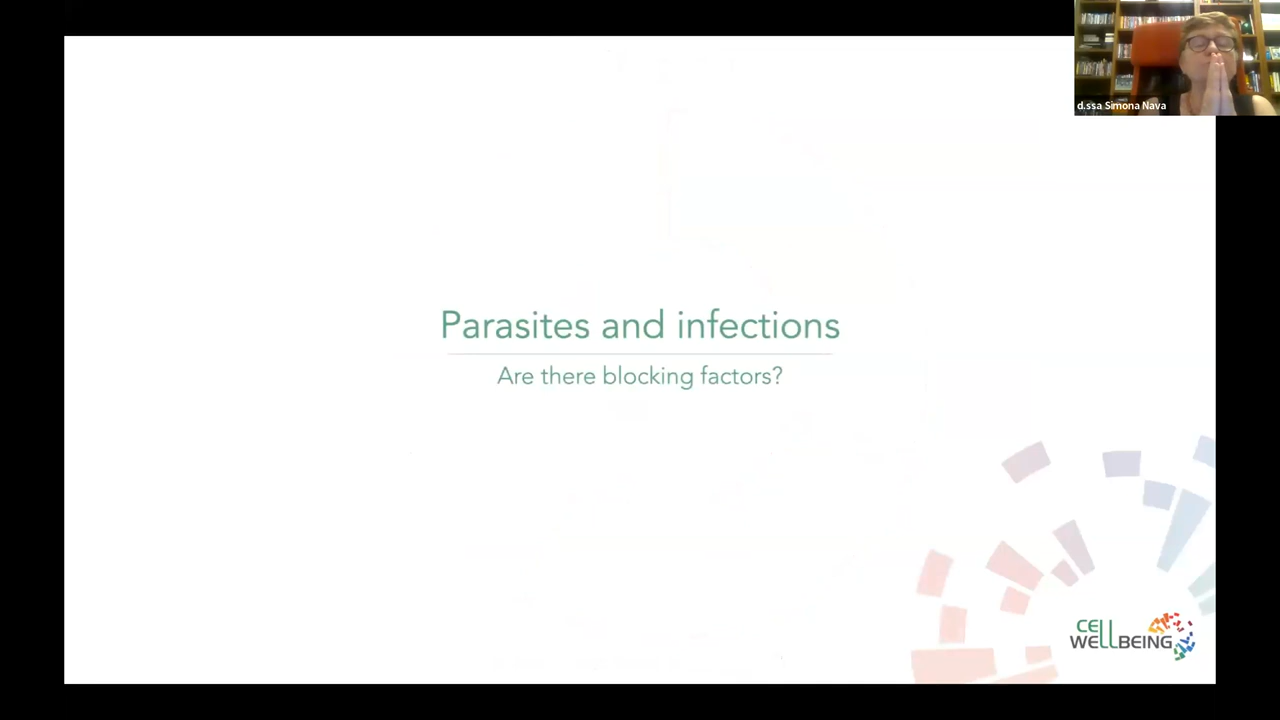 d.ssa Simona Nava
Parasites and infections
Are there blocking factors?
CELL
WELLBEING